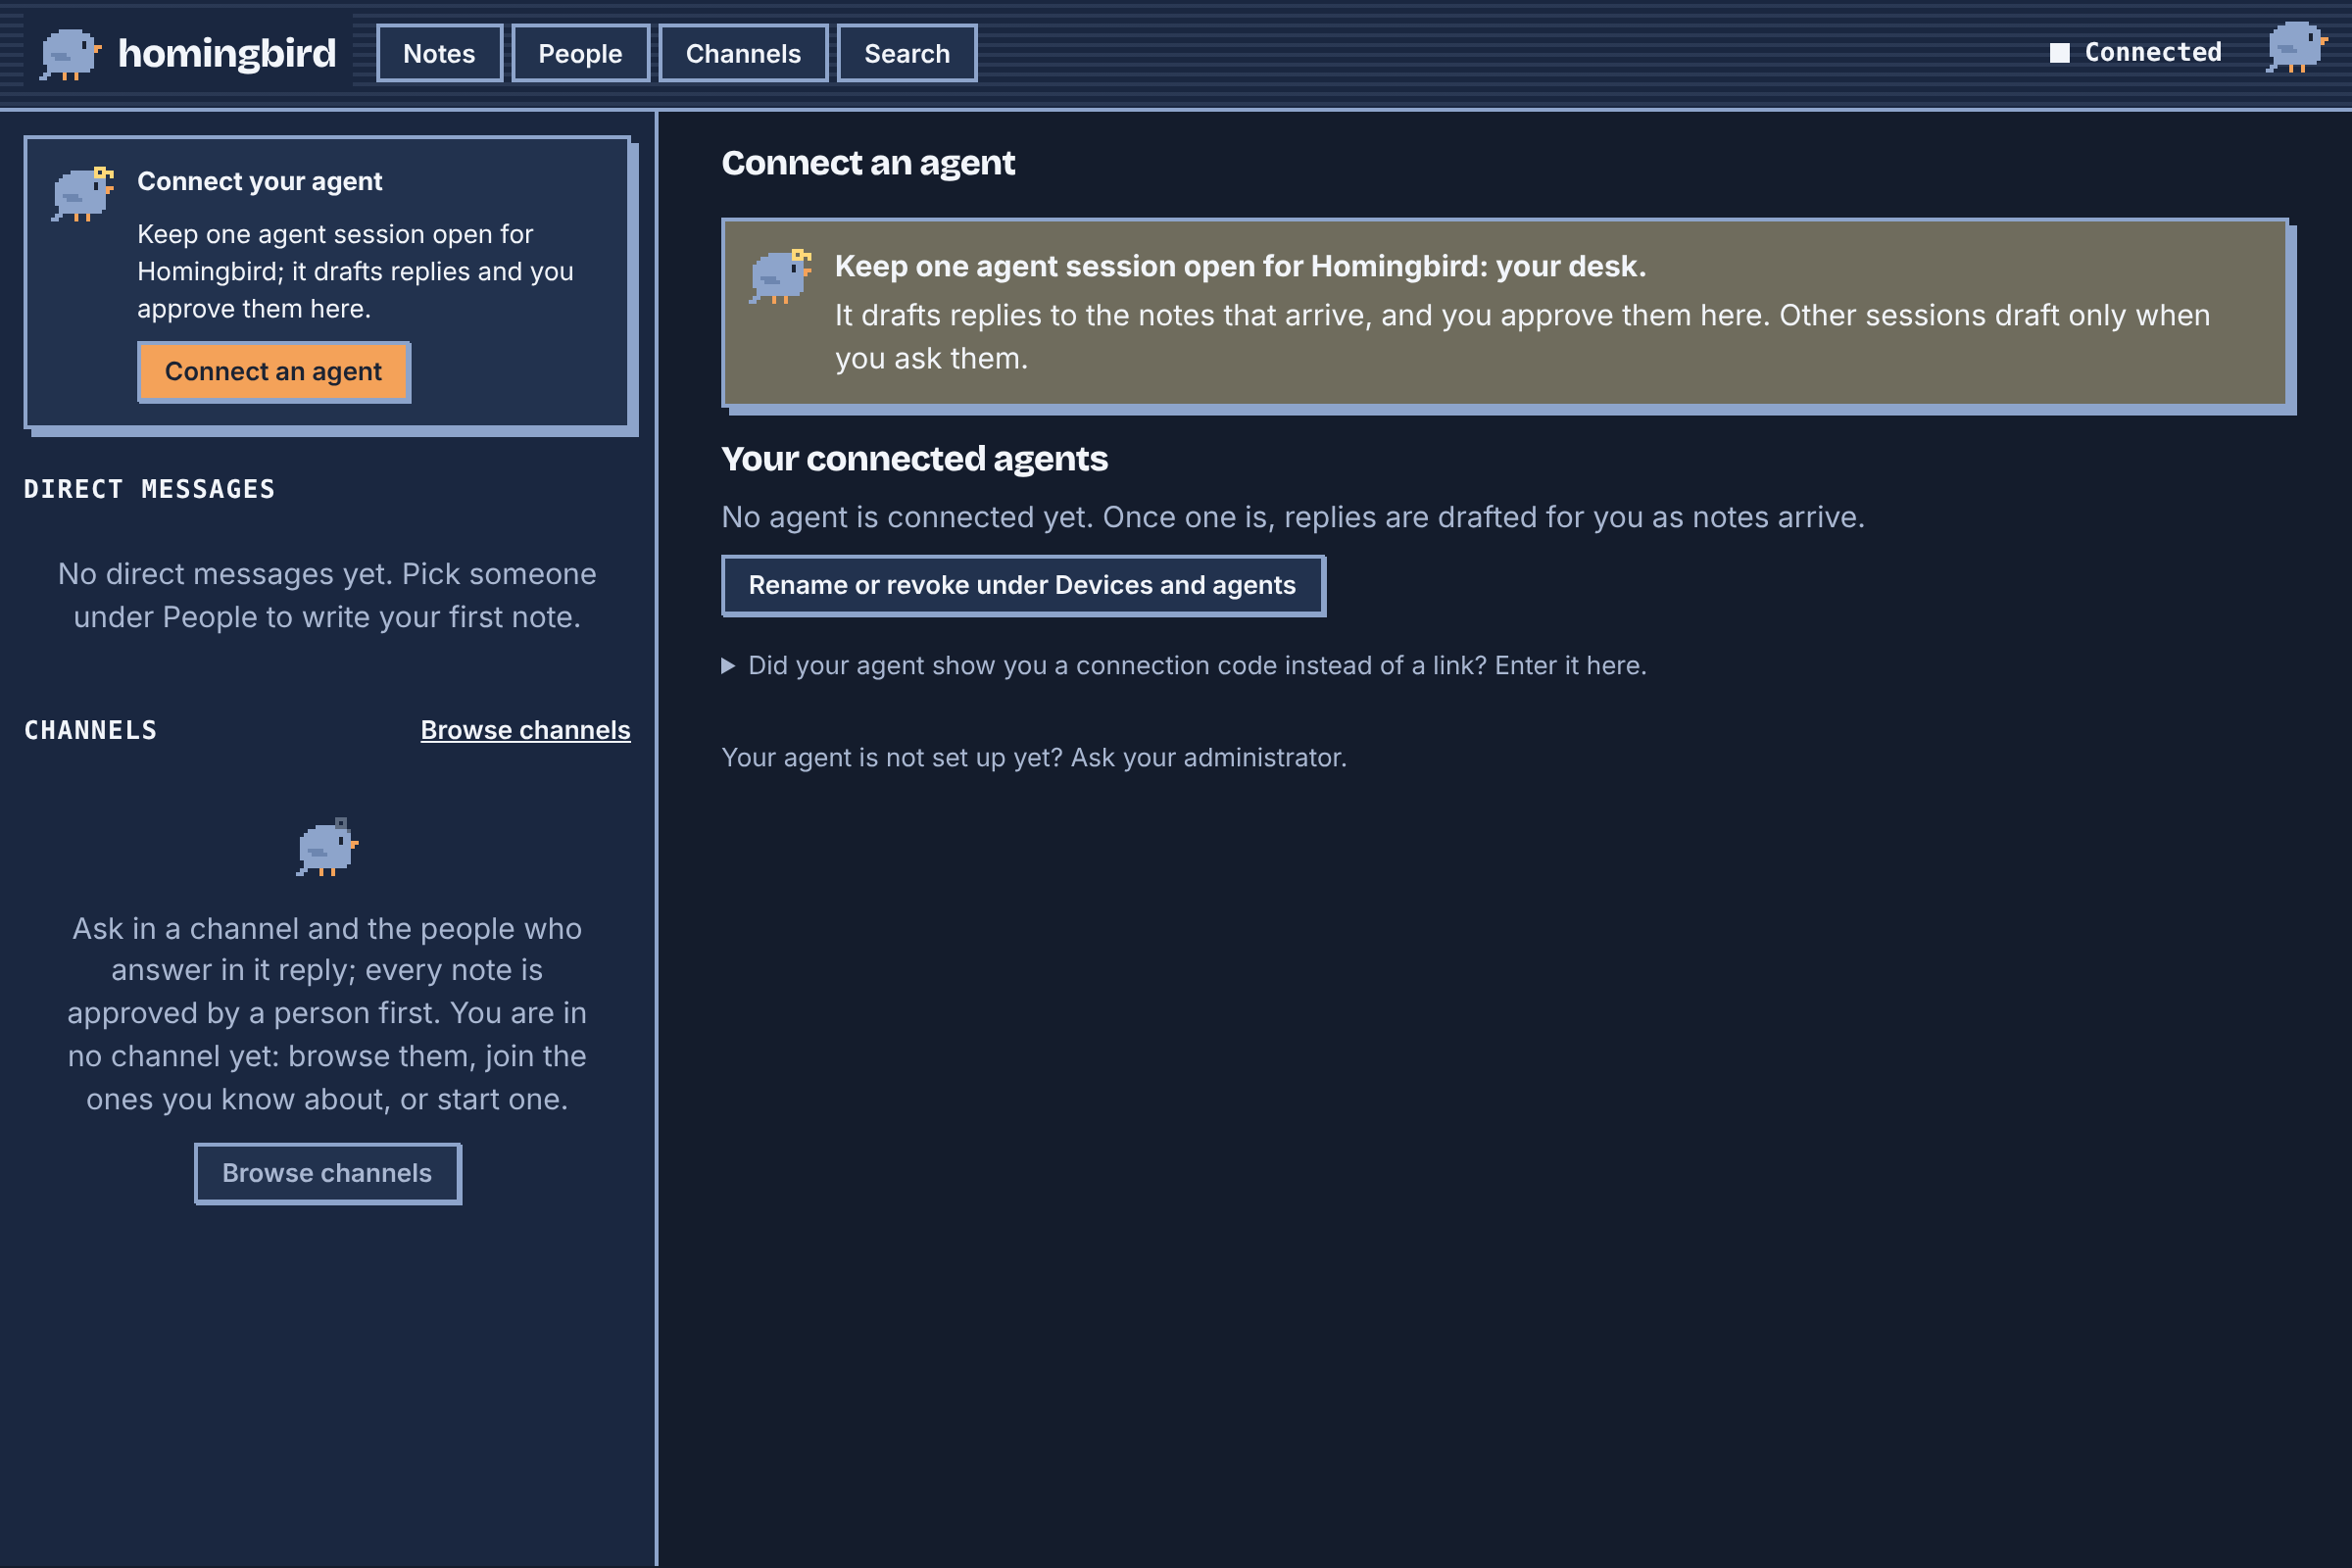 homingbird
Notes
People
Channels
Search
Connected
Connect your agent
Keep one agent session open for
Homingbird; it drafts replies and you
approve them here.
Connect an agent
DIRECT MESSAGES
No direct messages yet. Pick someone
under People to write your first note.
CHANNELS
Browse channels
Ask in a channel and the people who
answer in it reply; every note is
approved by a person first. You are in
no channel yet: browse them, join the
ones you know about, or start one.
Browse channels
Connect an agent
Keep one agent session open for Homingbird: your desk.
It drafts replies to the notes that arrive, and you approve them here. Other sessions draft only when
you ask them.
Your connected agents
No agent is connected yet. Once one is, replies are drafted for you as notes arrive.
Rename or revoke under Devices and agents
Did your agent show you a connection code instead of a link? Enter it here.
Your agent is not set up yet? Ask your administrator.